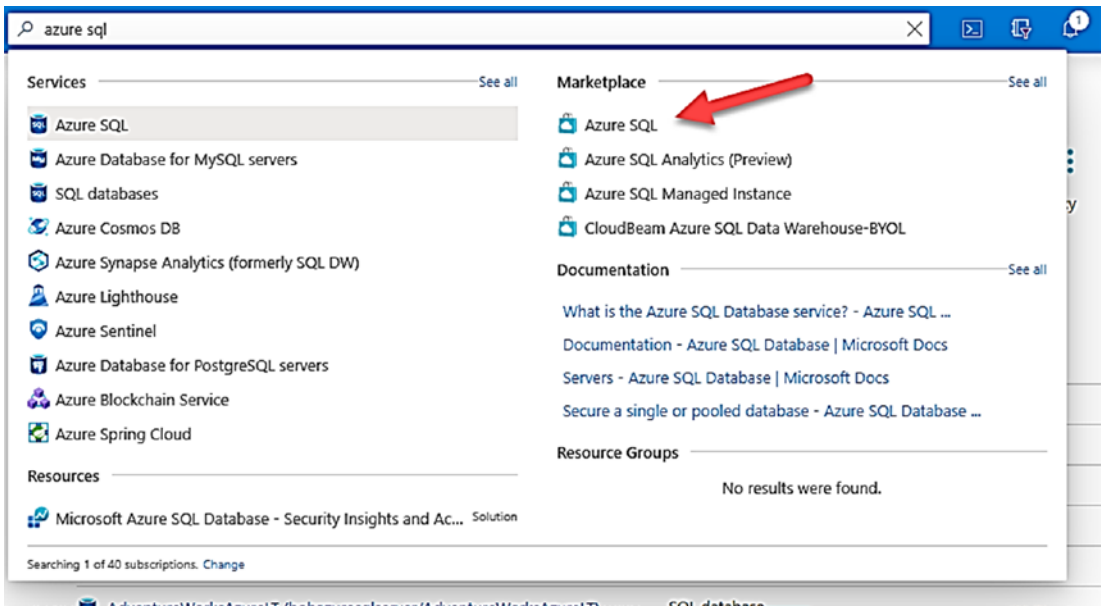 azure sql
1
Services
See all
Azure SQL
Azure Database for MySQL servers
SQL databases
Azure Cosmos DB
Azure Synapse Analytics (formerly SQL DW)
Azure Lighthouse
Azure Sentinel
Azure Database for PostgreSQL servers
Azure Blockchain Service
Azure Spring Cloud
Resources
Microsoft Azure SQL Database - Security Insights and Ac... Solution
Marketplace
See all
Azure SQL
Azure SQL Analytics (Preview)
Azure SQL Managed Instance
CloudBeam Azure SQL Data Warehouse-BYOL
Documentation
See all
What is the Azure SQL Database service? - Azure SQL ...
Documentation - Azure SQL Database | Microsoft Docs
Servers - Azure SQL Database | Microsoft Docs
Secure a single or pooled database - Azure SQL Database ...
Resource Groups
No results were found.
Searching 1 of 40 subscriptions. Change
SQL database